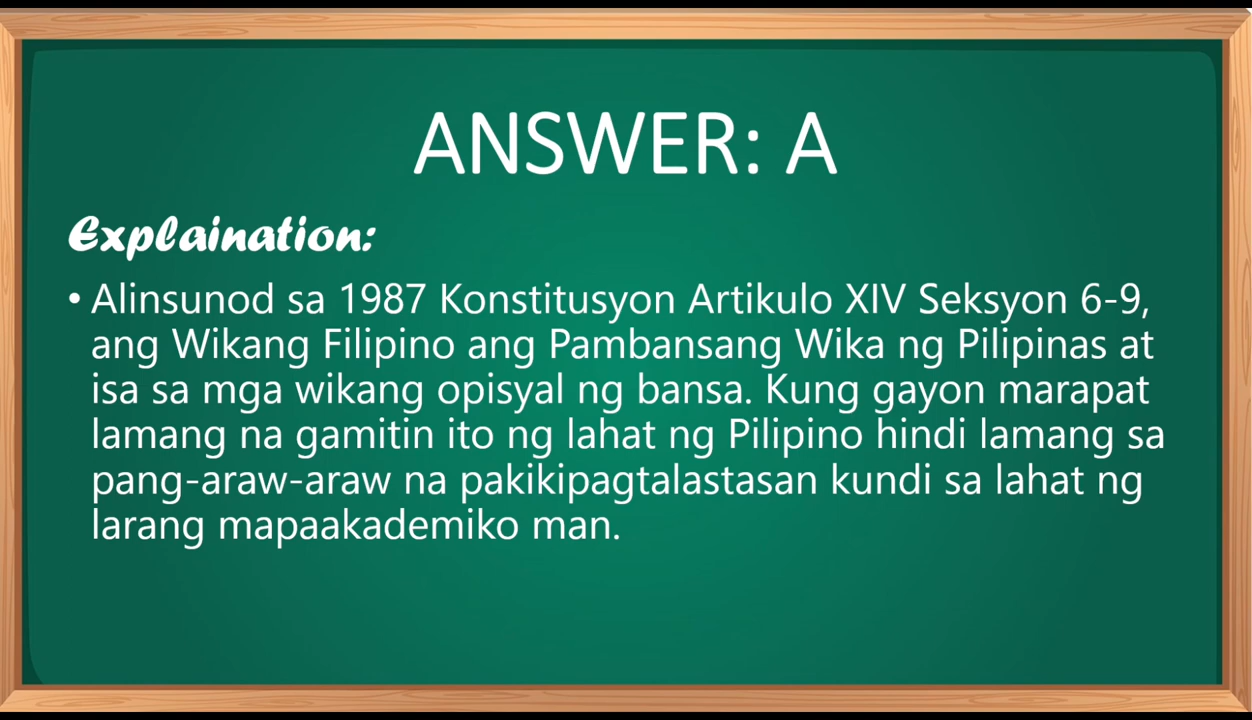 ANSWER: A
Explaination:
• Alinsunod sa 1987 Konstitusyon Artikulo XIV Seksyon 6-9,
ang Wikang Filipino ang Pambansang Wika ng Pilipinas at
isa sa mga wikang opisyal ng bansa. Kung gayon marapat
lamang na gamitin ito ng lahat ng Pilipino hindi lamang sa
pang-araw-araw na pakikipagtalastasan kundi sa lahat ng
larang mapaakademiko man.